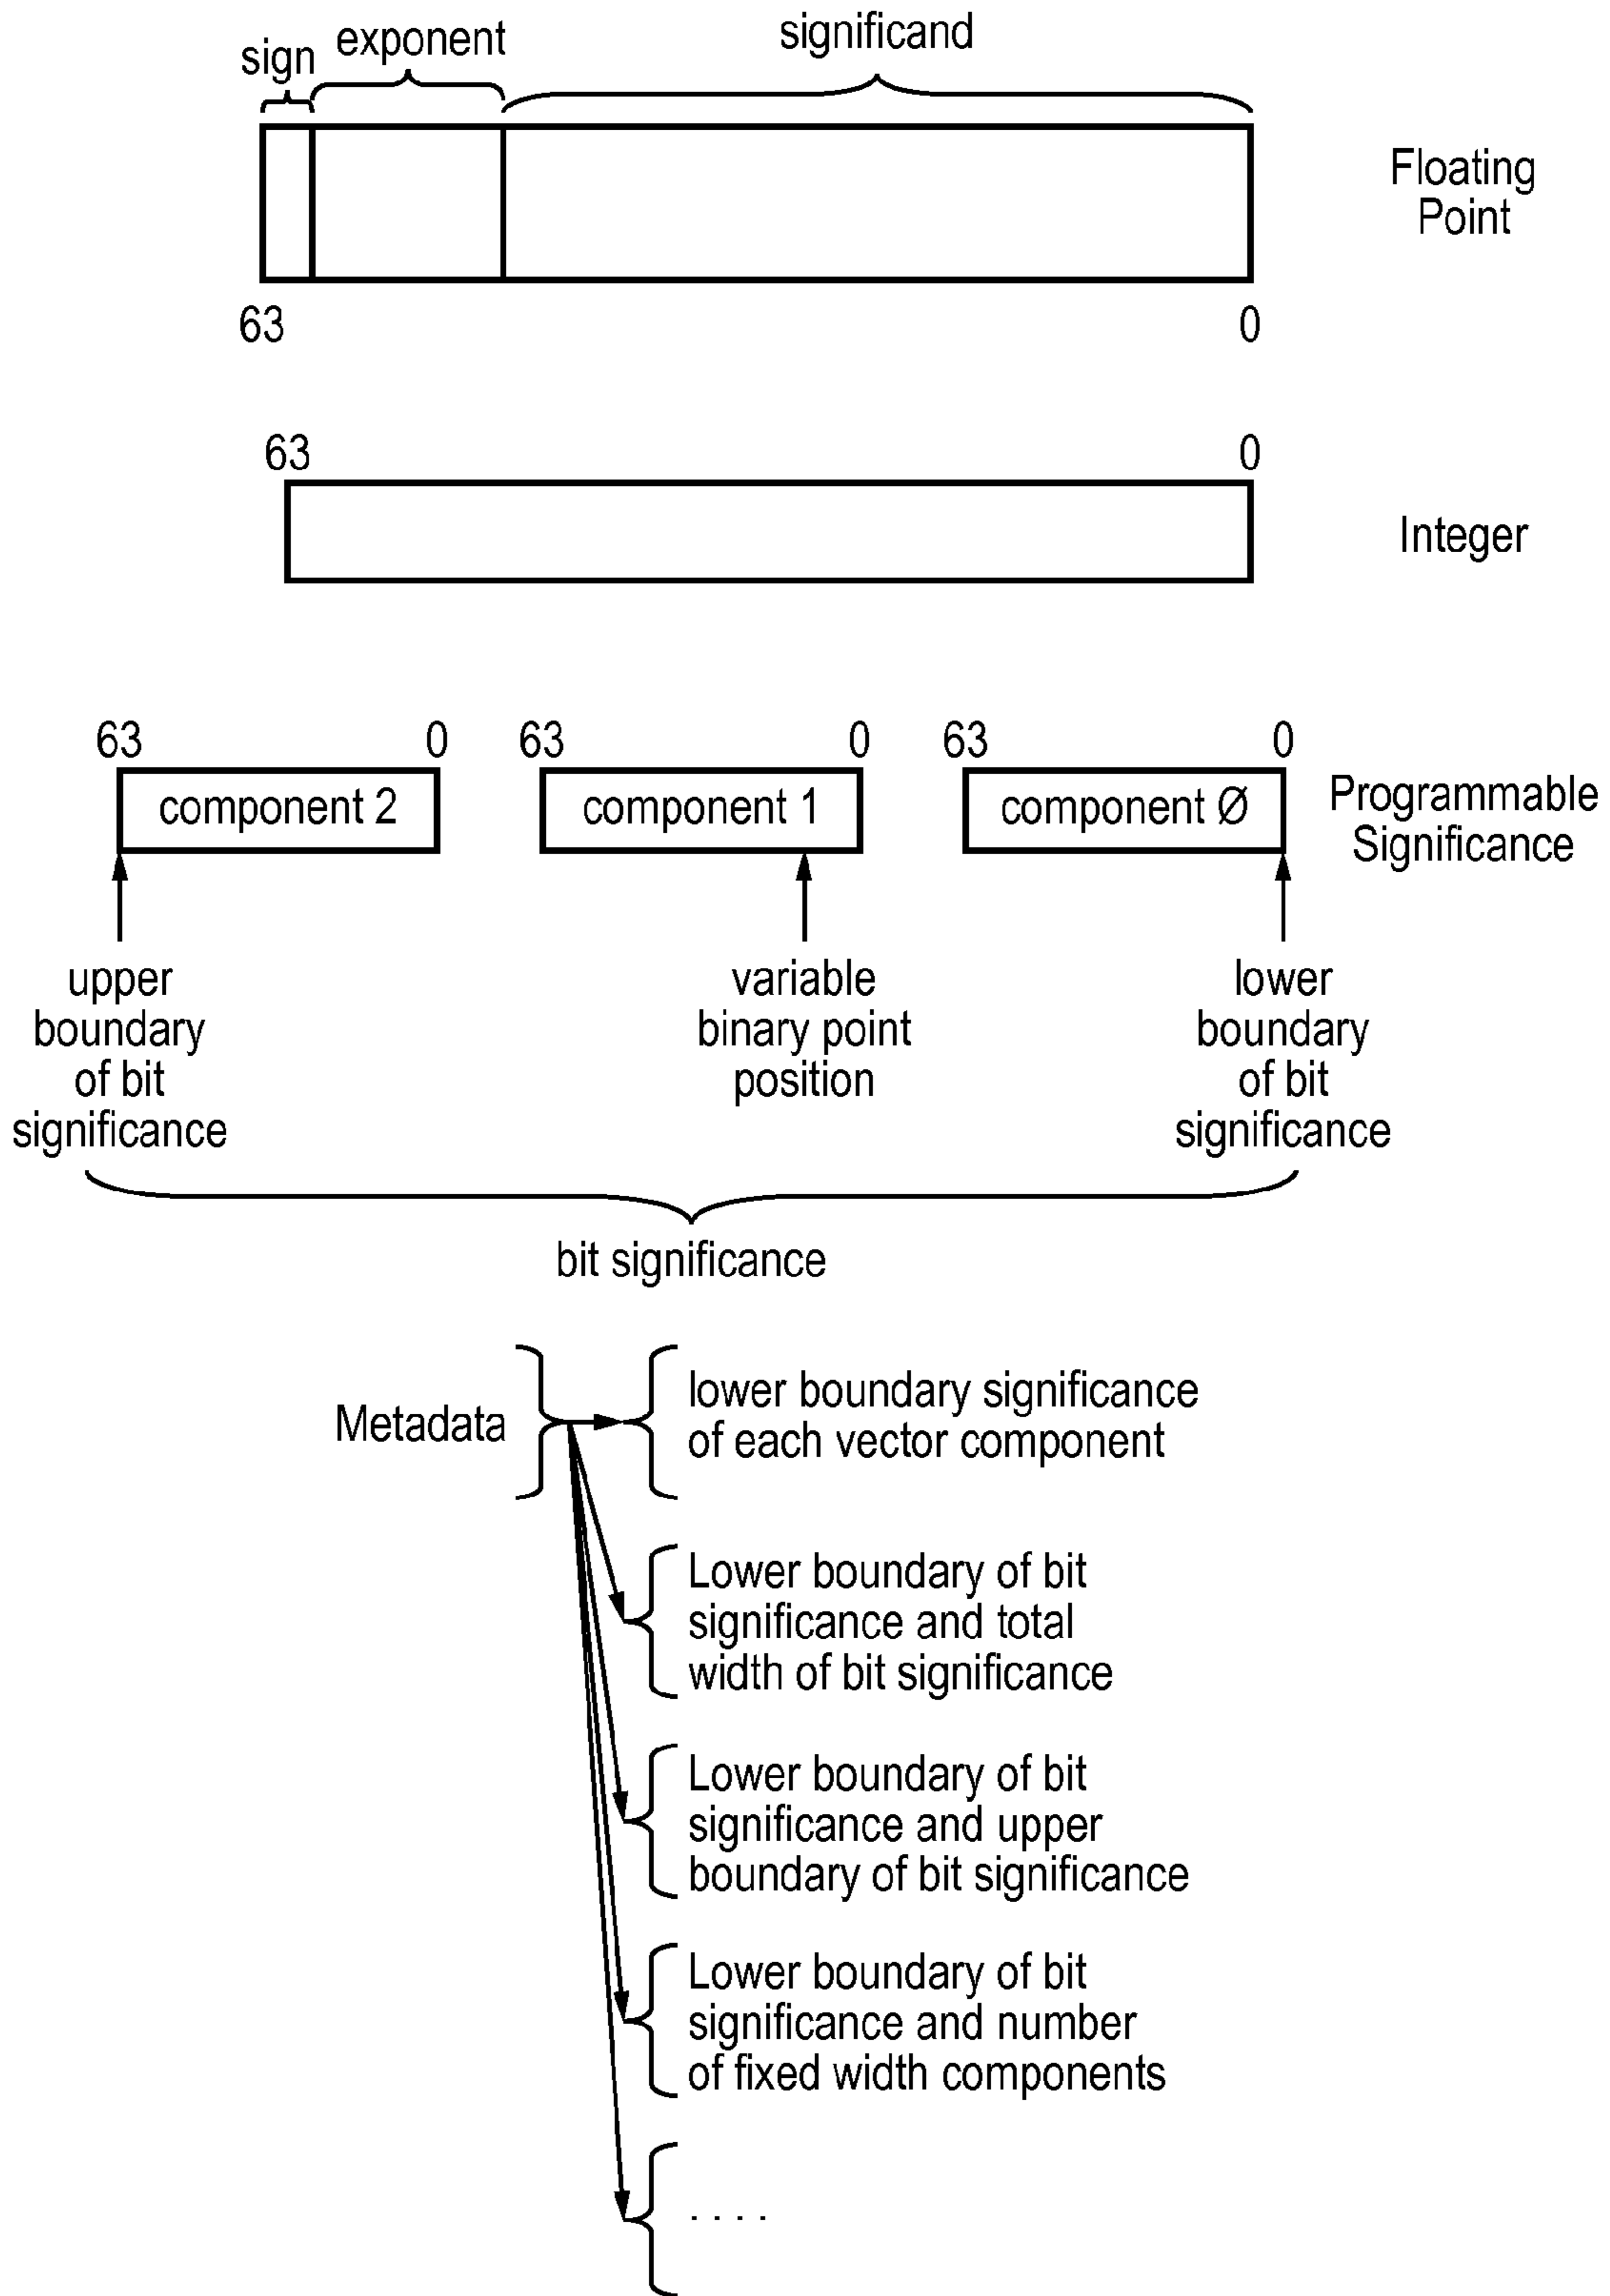 sign
exponent
significand
Floating
Point
63
0
63
0
Integer
63
0
63
0
63
0
component 2
component 1
component Ø
Programmable
Significance
upper
boundary
of bit
significance
variable
binary point
position
lower
boundary
of bit
significance
bit significance
Metadata
lower boundary significance
of each vector component
Lower boundary of bit
significance and total
width of bit significance
Lower boundary of bit
significance and upper
boundary of bit significance
Lower boundary of bit
significance and number
of fixed width components
. . . .